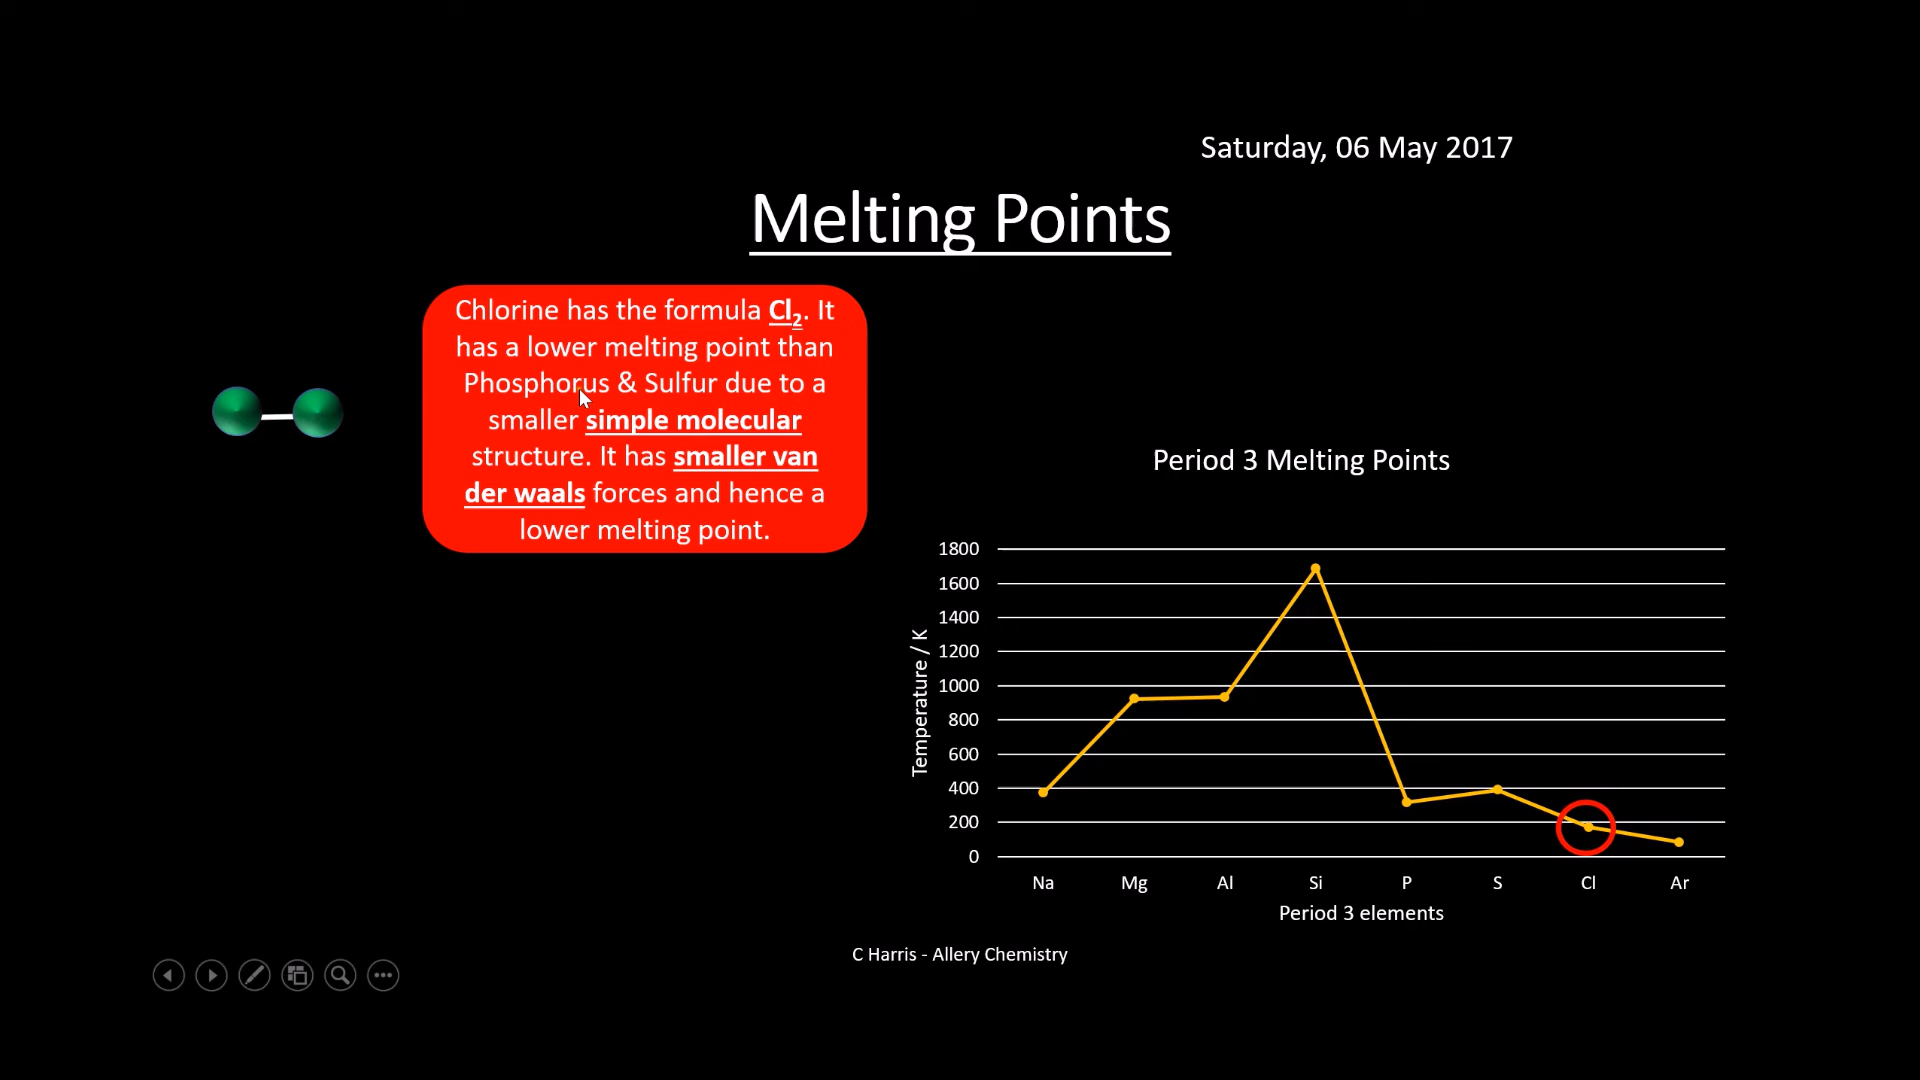 Saturday, 06 May 2017
Melting Points
Chlorine has the formula Cl₂. It
has a lower melting point than
Phosphorus & Sulfur due to a
smaller simple molecular
structure. It has smaller van
der waals forces and hence a
lower melting point.
Period 3 Melting Points
Temperature / K
1800
1600
1400
1200
1000
800
600
400
200
0
Na Mg Al Si P S Cl Ar
Period 3 elements
C Harris - Allery Chemistry